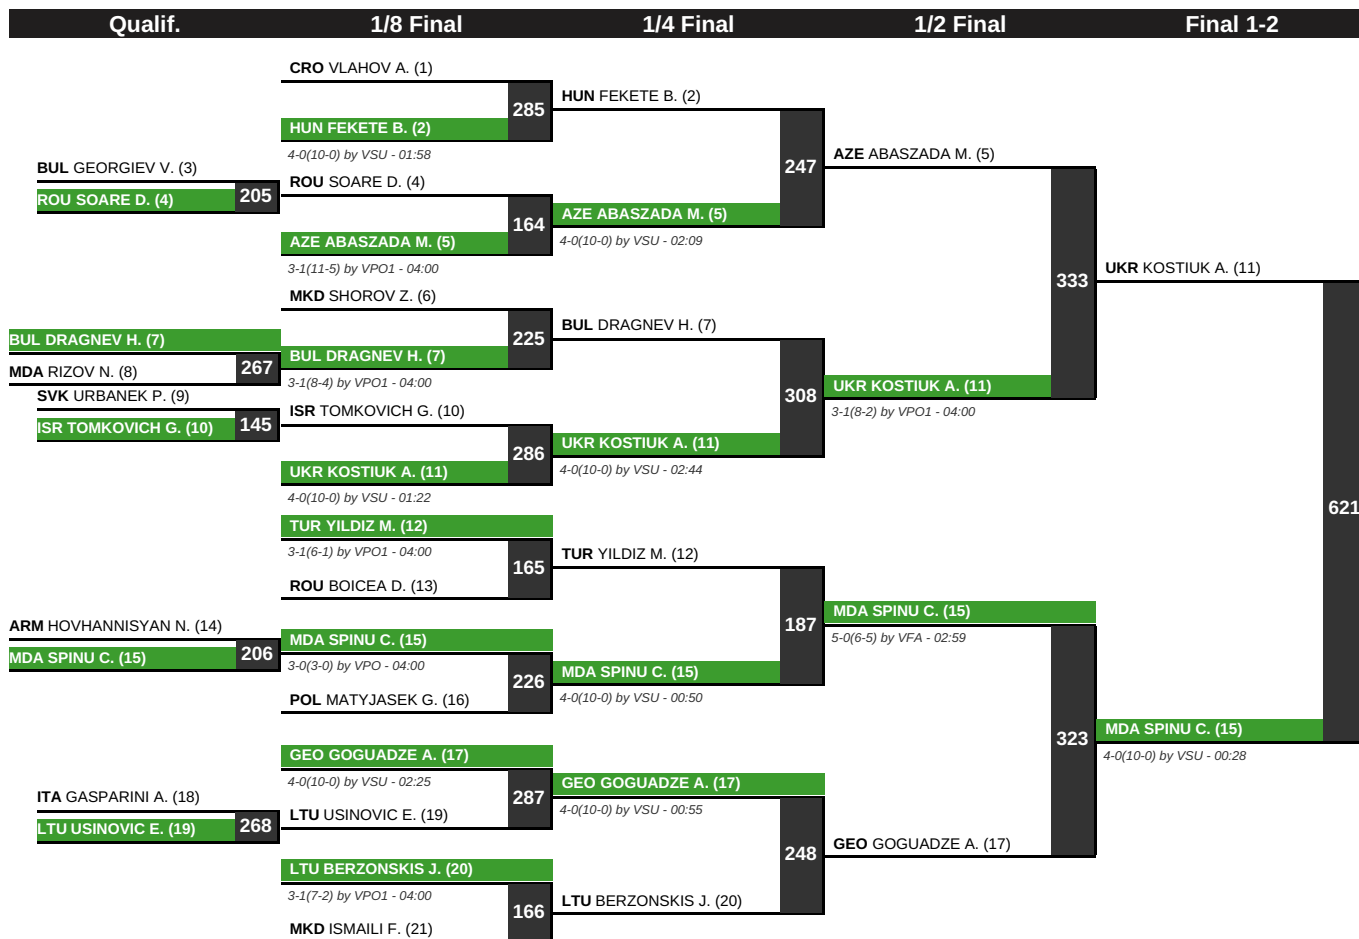 Qualif. 1/8 Final 1/4 Final 1/2 Final Final 1-2
BUL GEORGIEV V. (3)
ROU SOARE D. (4)
205
BUL DRAGNEV H. (7)
MDA RIZOV N. (8)
267
SVK URBANEK P. (9)
ISR TOMKOVICH G. (10)
145
ARM HOVHANNISYAN N. (14)
MDA SPINU C. (15)
206
ITA GASPARINI A. (18)
LTU USINOVIC E. (19)
268
CRO VLAHOV A. (1)
285
HUN FEKETE B. (2)
4-0(10-0) by VSU - 01:58
ROU SOARE D. (4)
164
AZE ABASZADA M. (5)
3-1(11-5) by VPO1 - 04:00
MKD SHOROV Z. (6)
225
BUL DRAGNEV H. (7)
3-1(8-4) by VPO1 - 04:00
ISR TOMKOVICH G. (10)
286
UKR KOSTIUK A. (11)
4-0(10-0) by VSU - 01:22
TUR YILDIZ M. (12)
3-1(6-1) by VPO1 - 04:00
165
ROU BOICEA D. (13)
MDA SPINU C. (15)
3-0(3-0) by VPO - 04:00
226
POL MATYJASEK G. (16)
GEO GOGUADZE A. (17)
4-0(10-0) by VSU - 02:25
287
LTU USINOVIC E. (19)
LTU BERZONSKIS J. (20)
3-1(7-2) by VPO1 - 04:00
166
MKD ISMAILI F. (21)
HUN FEKETE B. (2)
247
AZE ABASZADA M. (5)
4-0(10-0) by VSU - 02:09
BUL DRAGNEV H. (7)
308
UKR KOSTIUK A. (11)
4-0(10-0) by VSU - 02:44
TUR YILDIZ M. (12)
187
MDA SPINU C. (15)
4-0(10-0) by VSU - 00:50
GEO GOGUADZE A. (17)
4-0(10-0) by VSU - 00:55
248
LTU BERZONSKIS J. (20)
AZE ABASZADA M. (5)
333
UKR KOSTIUK A. (11)
3-1(8-2) by VPO1 - 04:00
MDA SPINU C. (15)
5-0(6-5) by VFA - 02:59
323
GEO GOGUADZE A. (17)
UKR KOSTIUK A. (11)
621
MDA SPINU C. (15)
4-0(10-0) by VSU - 00:28